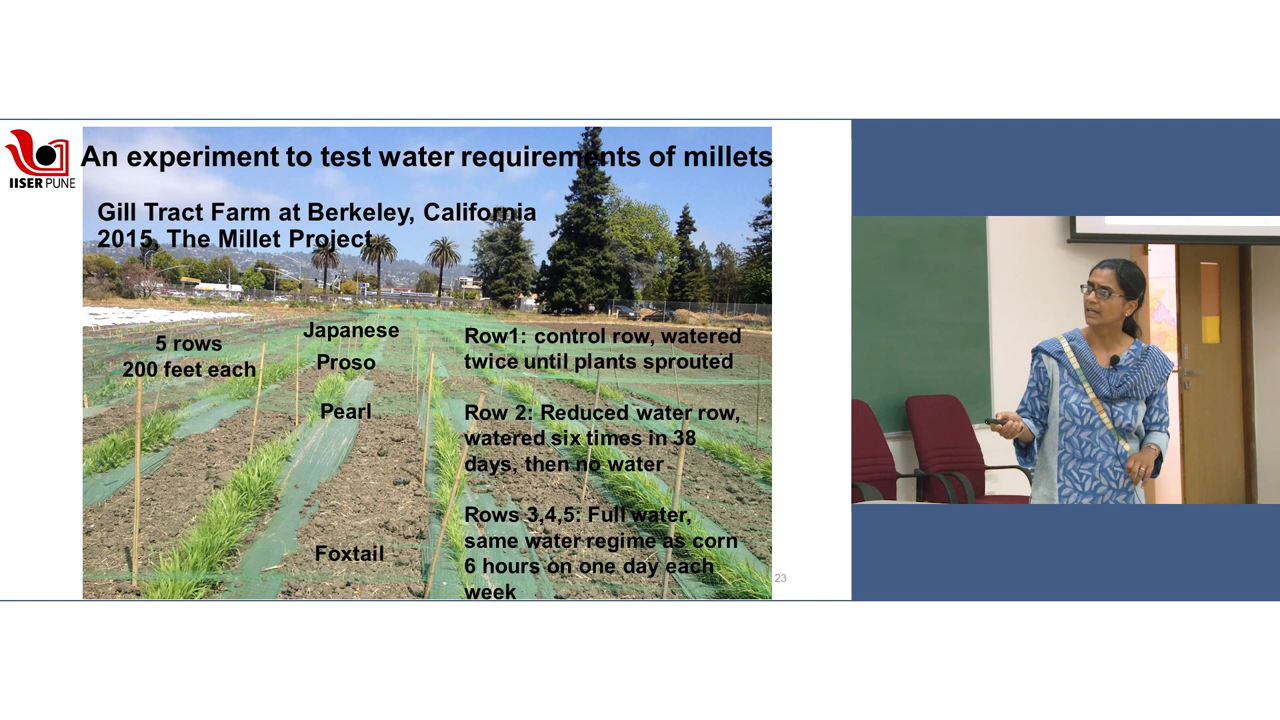 IISER PUNE
An experiment to test water requirements of millets
Gill Tract Farm at Berkeley, California
2015, The Millet Project
5 rows
200 feet each
Japanese
Proso
Pearl
Foxtail
Row1: control row, watered
twice until plants sprouted
Row 2: Reduced water row,
watered six times in 38
days, then no water
Rows 3,4,5: Full water,
same water regime as corn
6 hours on one day each
week
23